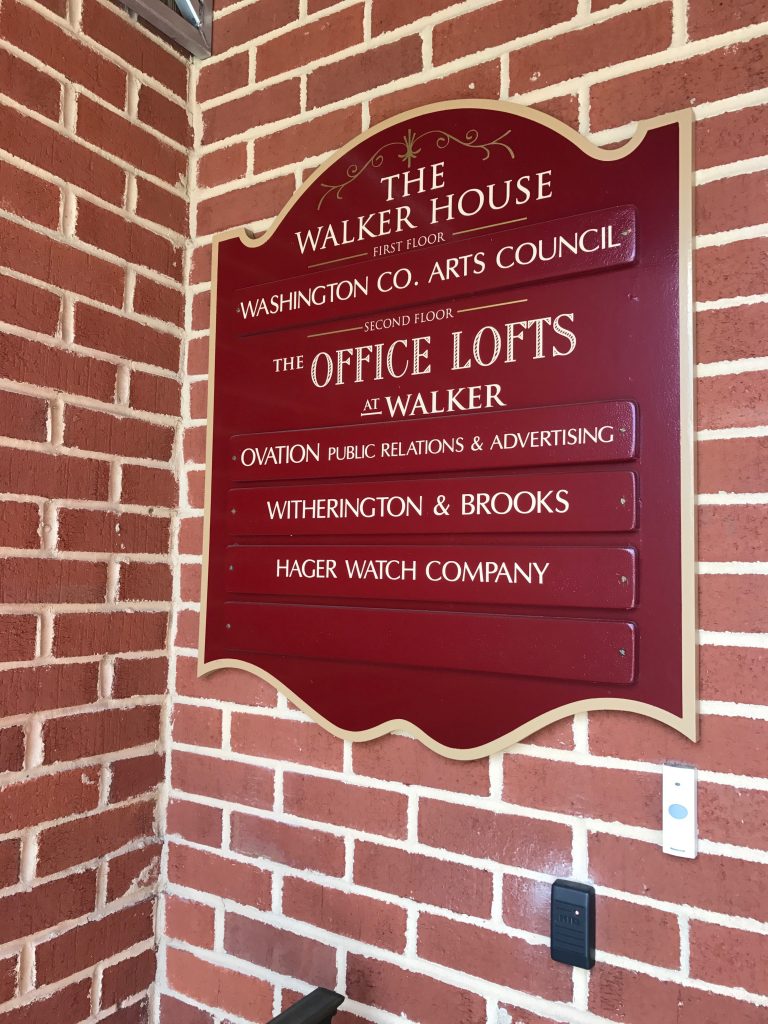 THE
WALKER HOUSE
FIRST FLOOR
WASHINGTON CO. ARTS COUNCIL
SECOND FLOOR
THE OFFICE LOFTS
AT WALKER
OVATION PUBLIC RELATIONS & ADVERTISING
WITHERINGTON & BROOKS
HAGER WATCH COMPANY